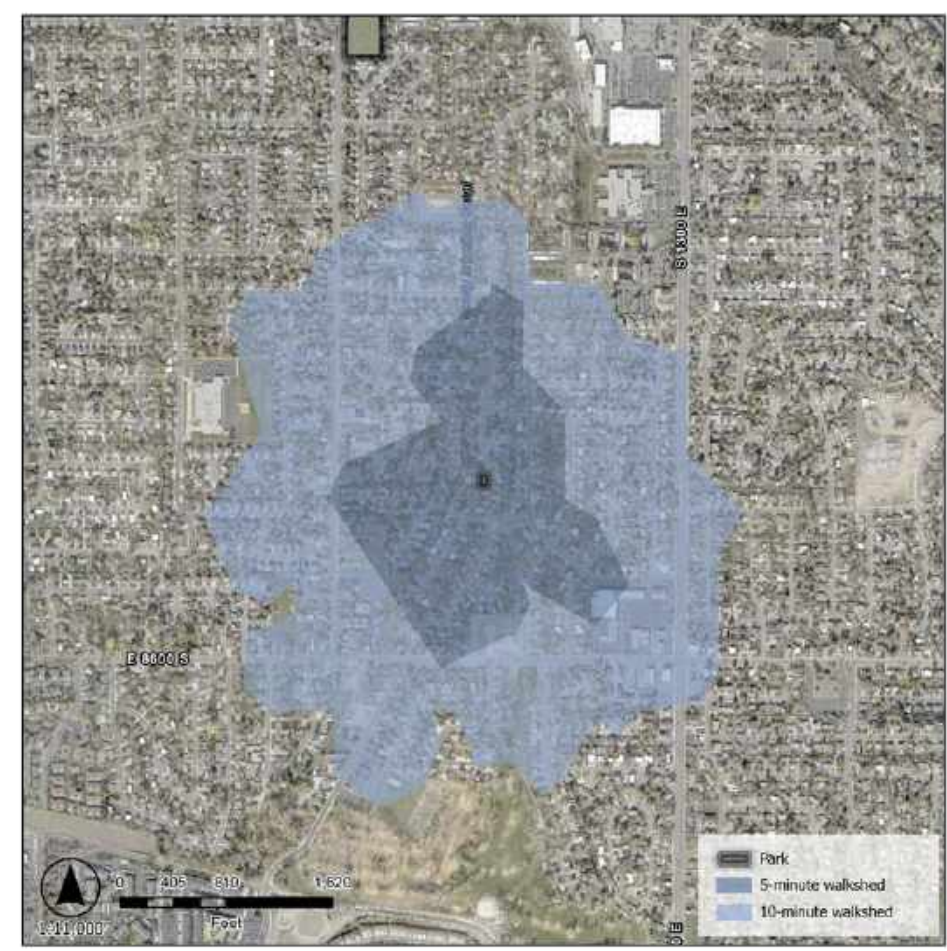 S 1300 E
E 8600 S
Park
5-minute walkshed
10-minute walkshed
0 405 810 1,620
Feet
1:11,000